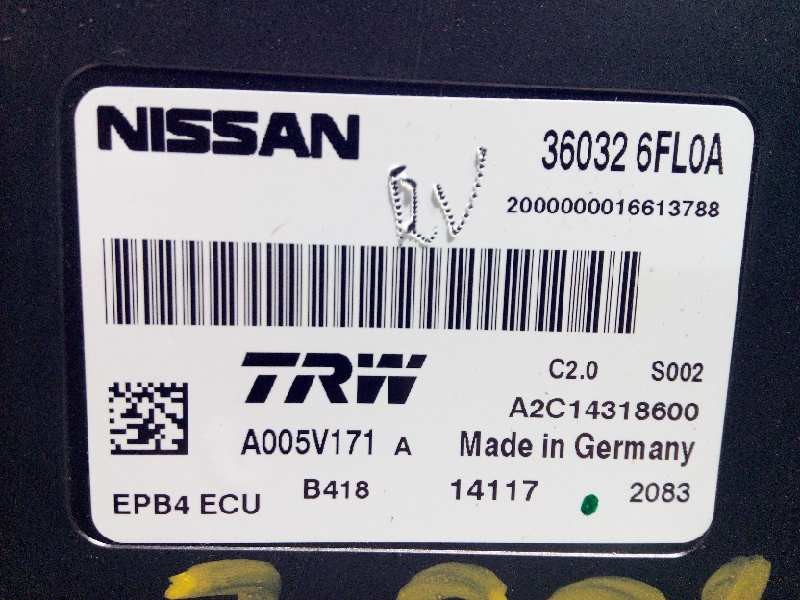 NISSAN
36032 6FL0A
2000000016613788
TRW
C2.0 S002
A2C14318600
A005V171 A
Made in Germany
EPB4 ECU
B418
14117
2083